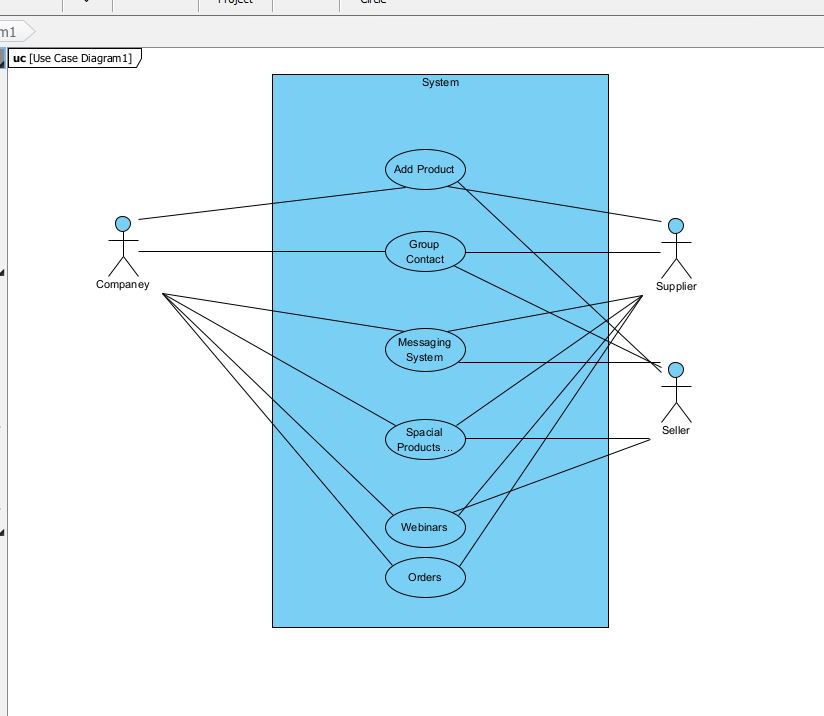 Project
Circle
m1
uc [Use Case Diagram1]
System
Add Product
Group
Contact
Companey
Supplier
Messaging
System
Seller
Spacial
Products ...
Webinars
Orders